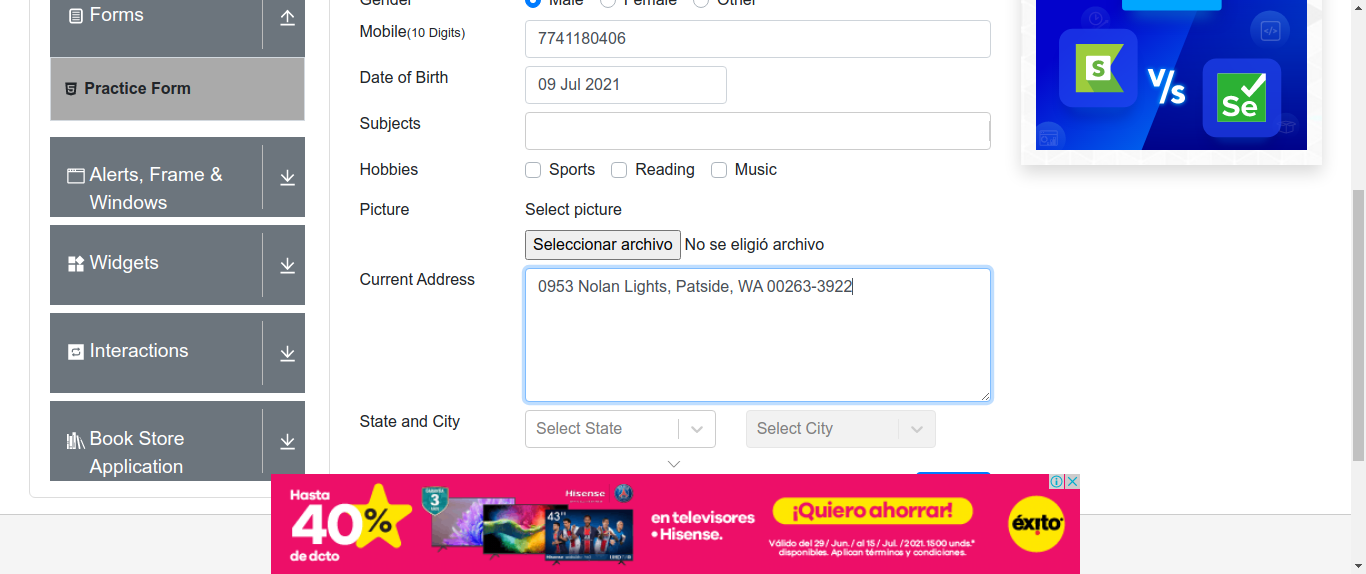 Forms
Practice Form
Alerts, Frame &
Windows
Widgets
Interactions
Book Store
Application
Gender Male Female Other
Mobile(10 Digits) 7741180406
Date of Birth 09 Jul 2021
Subjects
Hobbies Sports Reading Music
Picture Select picture
Seleccionar archivo No se eligió archivo
Current Address 0953 Nolan Lights, Patside, WA 00263-3922
State and City Select State Select City
S V/s Se
Hasta
40%
de dcto
3
Hisense
43"
en televisores
•Hisense.
¡Quiero ahorrar!
Válido del 29 / Jun. / al 15 / Jul. / 2021. 1500 unds.*
disponibles. Aplican términos y condiciones.
éxito